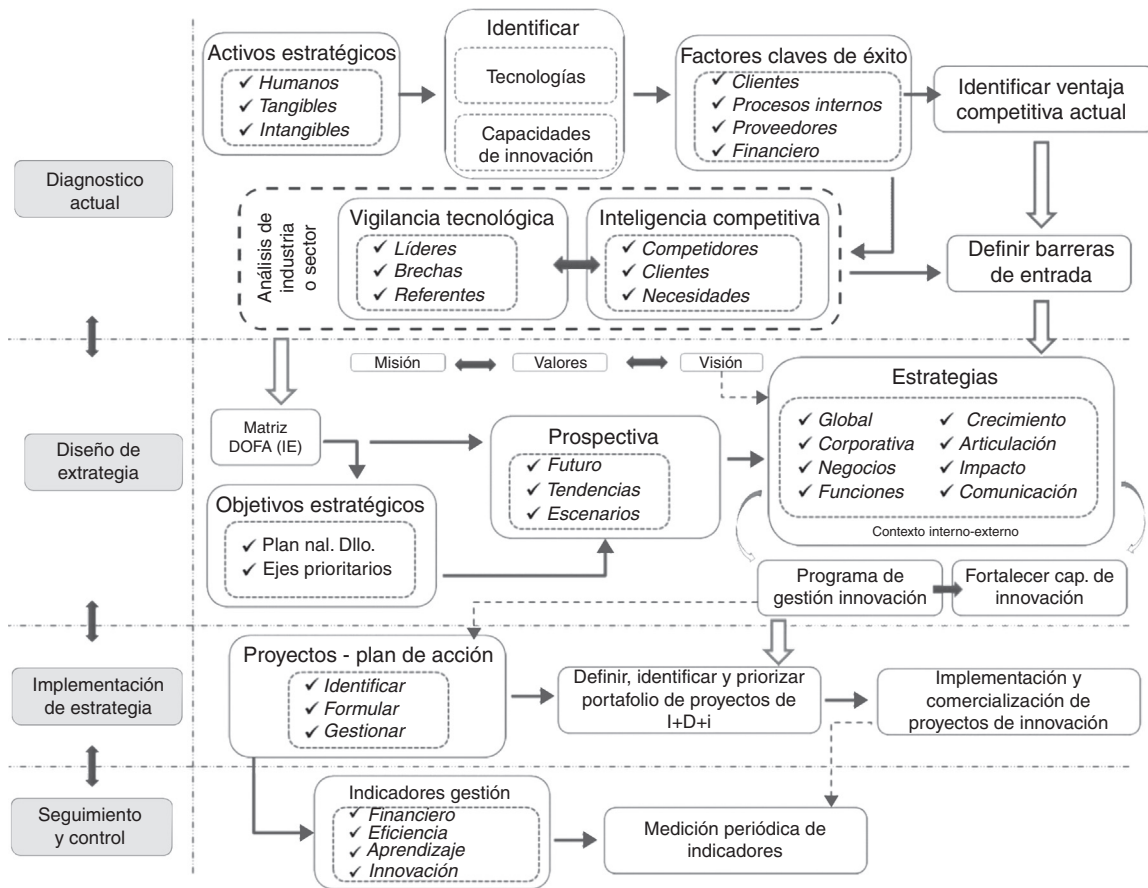 Diagnostico
actual
Activos estratégicos
✓ Humanos
✓ Tangibles
✓ Intangibles
Identificar
Tecnologías
Capacidades
de innovación
Factores claves de éxito
✓ Clientes
✓ Procesos internos
✓ Proveedores
✓ Financiero
Identificar ventaja
competitiva actual
Análisis de
industria
o sector
Vigilancia tecnológica
✓ Líderes
✓ Brechas
✓ Referentes
Inteligencia competitiva
✓ Competidores
✓ Clientes
✓ Necesidades
Definir barreras
de entrada
Diseño de
extrategia
Misión
Valores
Visión
Matriz
DOFA (IE)
Objetivos estratégicos
✓ Plan nal. Dllo.
✓ Ejes prioritarios
Prospectiva
✓ Futuro
✓ Tendencias
✓ Escenarios
Estrategias
✓ Global
✓ Corporativa
✓ Negocios
✓ Funciones
✓ Crecimiento
✓ Articulación
✓ Impacto
✓ Comunicación
Contexto interno-externo
Programa de
gestión innovación
Fortalecer cap. de
innovación
Implementación
de estrategia
Proyectos - plan de acción
✓ Identificar
✓ Formular
✓ Gestionar
Definir, identificar y priorizar
portafolio de proyectos de
I+D+i
Implementación y
comercialización de
proyectos de innovación
Seguimiento
y control
Indicadores gestión
✓ Financiero
✓ Eficiencia
✓ Aprendizaje
✓ Innovación
Medición periódica de
indicadores